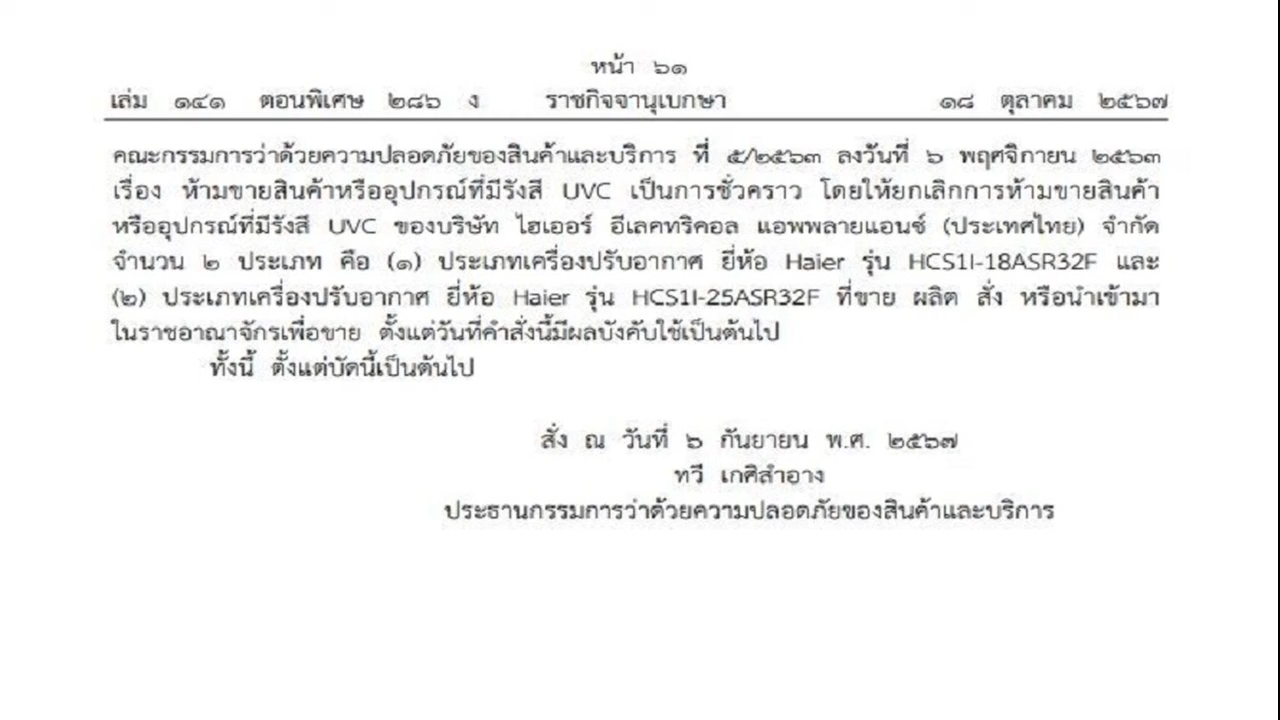 หน้า ๖๑
เล่ม ๑๔๑ ตอนพิเศษ ๒๘๖ ง ราชกิจจานุเบกษา ๑๘ ตุลาคม ๒๕๖๗
คณะกรรมการว่าด้วยความปลอดภัยของสินค้าและบริการ ที่ ๕/๒๕๖๓ ลงวันที่ ๖ พฤศจิกายน ๒๕๖๓
เรื่อง ห้ามขายสินค้าหรืออุปกรณ์ที่มีรังสี UVC เป็นการชั่วคราว โดยให้ยกเลิกการห้ามขายสินค้า
หรืออุปกรณ์ที่มีรังสี UVC ของบริษัท ไฮเออร์ อีเลคทริคอล แอพพลายแอนซ์ (ประเทศไทย) จำกัด
จำนวน ๒ ประเภท คือ (๑) ประเภทเครื่องปรับอากาศ ยี่ห้อ Haier รุ่น HCS1I-18ASR32F และ
(๒) ประเภทเครื่องปรับอากาศ ยี่ห้อ Haier รุ่น HCS1I-25ASR32F ที่ขาย ผลิต สั่ง หรือนำเข้ามา
ในราชอาณาจักรเพื่อขาย ตั้งแต่วันที่คำสั่งนี้มีผลบังคับใช้เป็นต้นไป
ทั้งนี้ ตั้งแต่บัดนี้เป็นต้นไป
สั่ง ณ วันที่ ๖ กันยายน พ.ศ. ๒๕๖๗
ทวี เกศิสำอาง
ประธานกรรมการว่าด้วยความปลอดภัยของสินค้าและบริการ